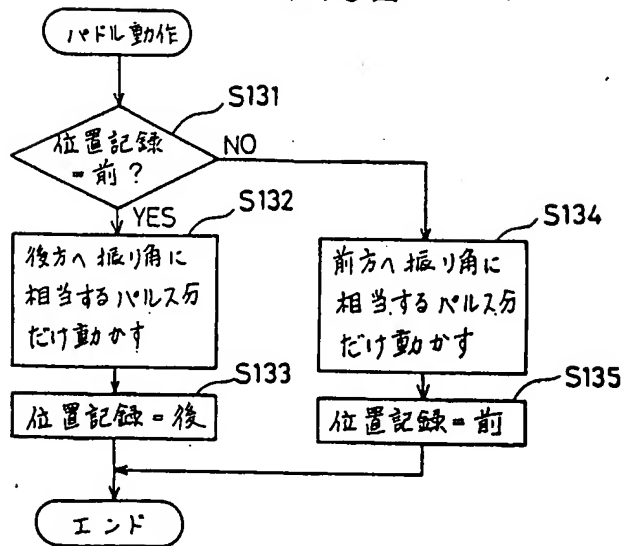 パドル動作
S131
位置記録
=前?
NO
YES
S132
後方へ振り角に
相当するパルス分
だけ動かす
S134
前方へ振り角に
相当するパルス分
だけ動かす
S133
位置記録=後
S135
位置記録=前
エンド